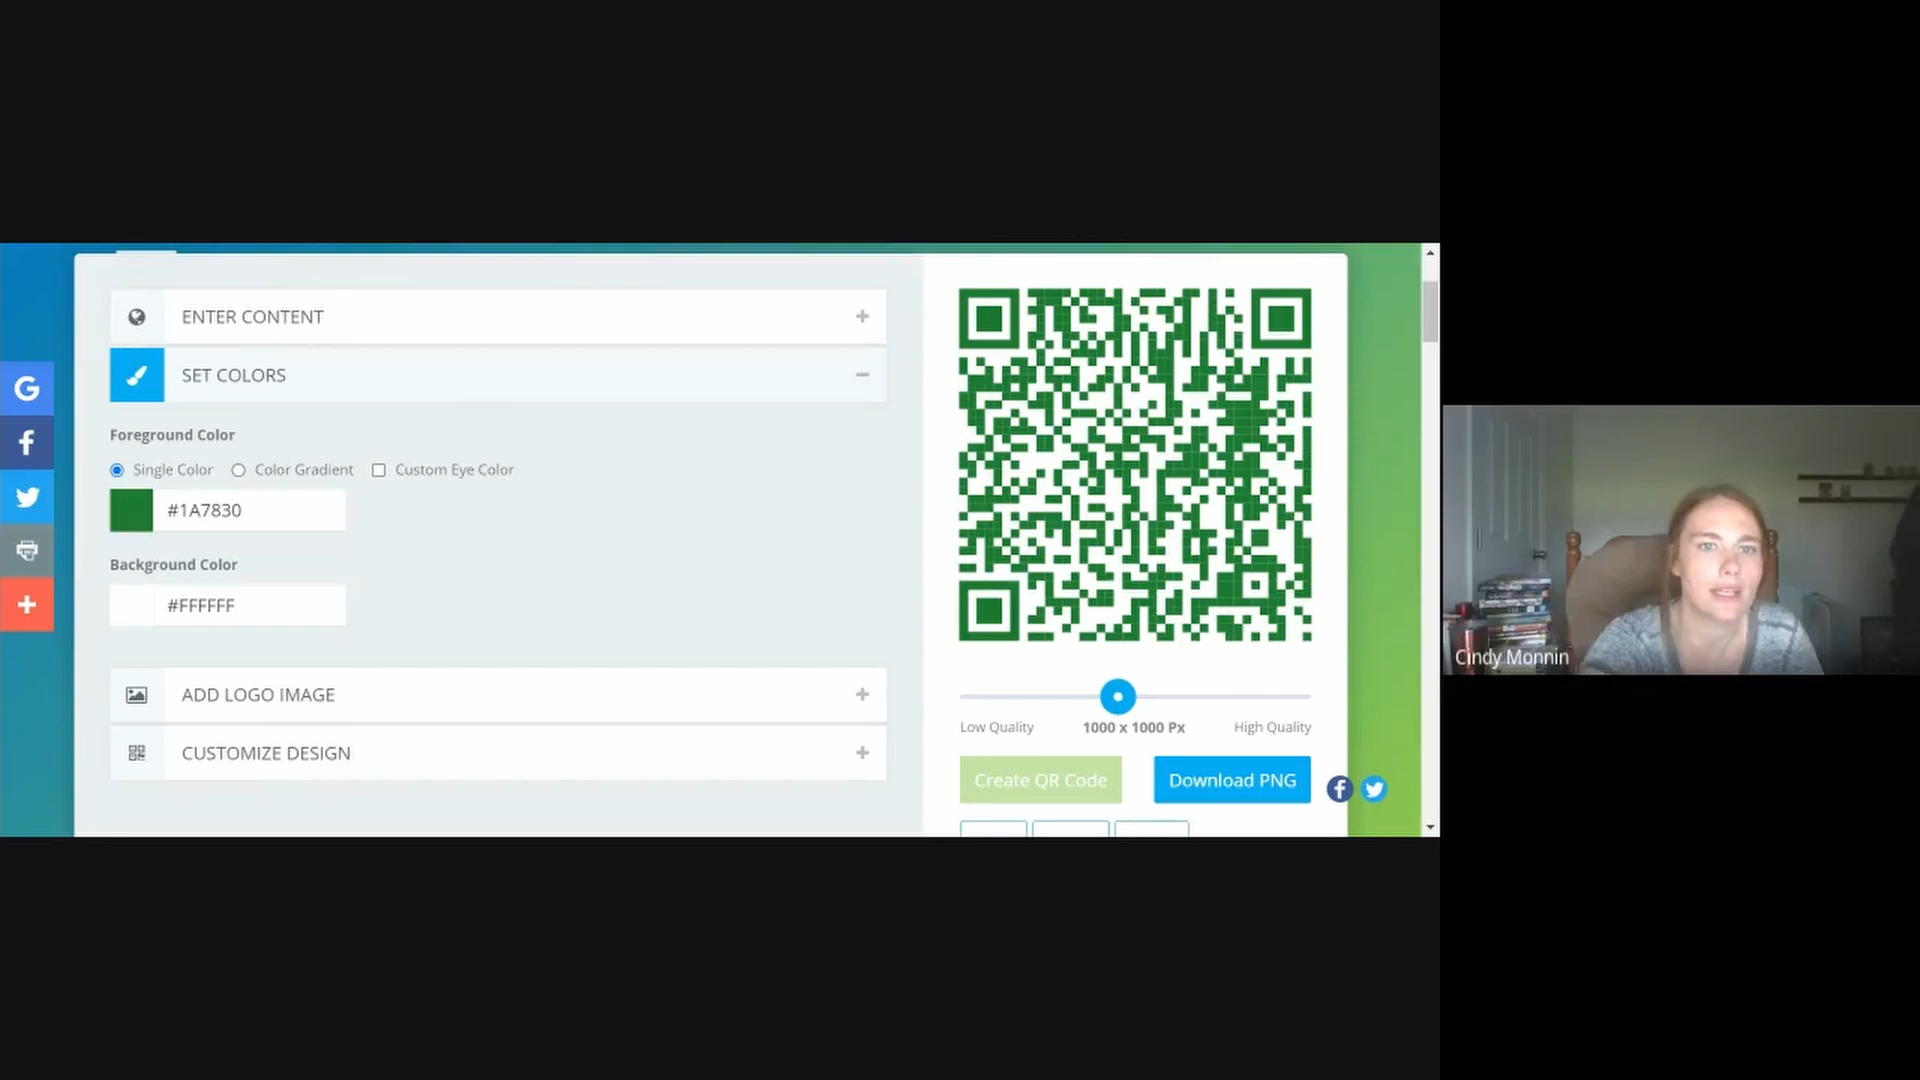 ENTER CONTENT
SET COLORS
Foreground Color
Single Color Color Gradient Custom Eye Color
#1A7830
Background Color
#FFFFFF
ADD LOGO IMAGE
CUSTOMIZE DESIGN
Low Quality 1000 x 1000 Px High Quality
Create QR Code Download PNG
Cindy Monnin